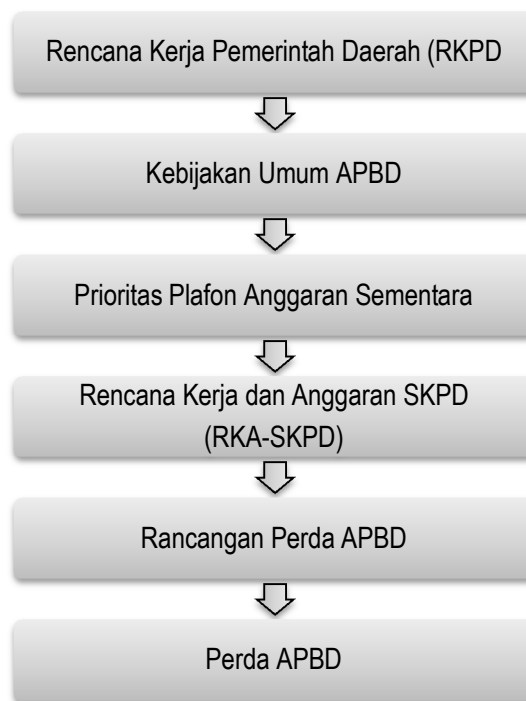 Rencana Kerja Pemerintah Daerah (RKPD
Kebijakan Umum APBD
Prioritas Plafon Anggaran Sementara
Rencana Kerja dan Anggaran SKPD
(RKA-SKPD)
Rancangan Perda APBD
Perda APBD